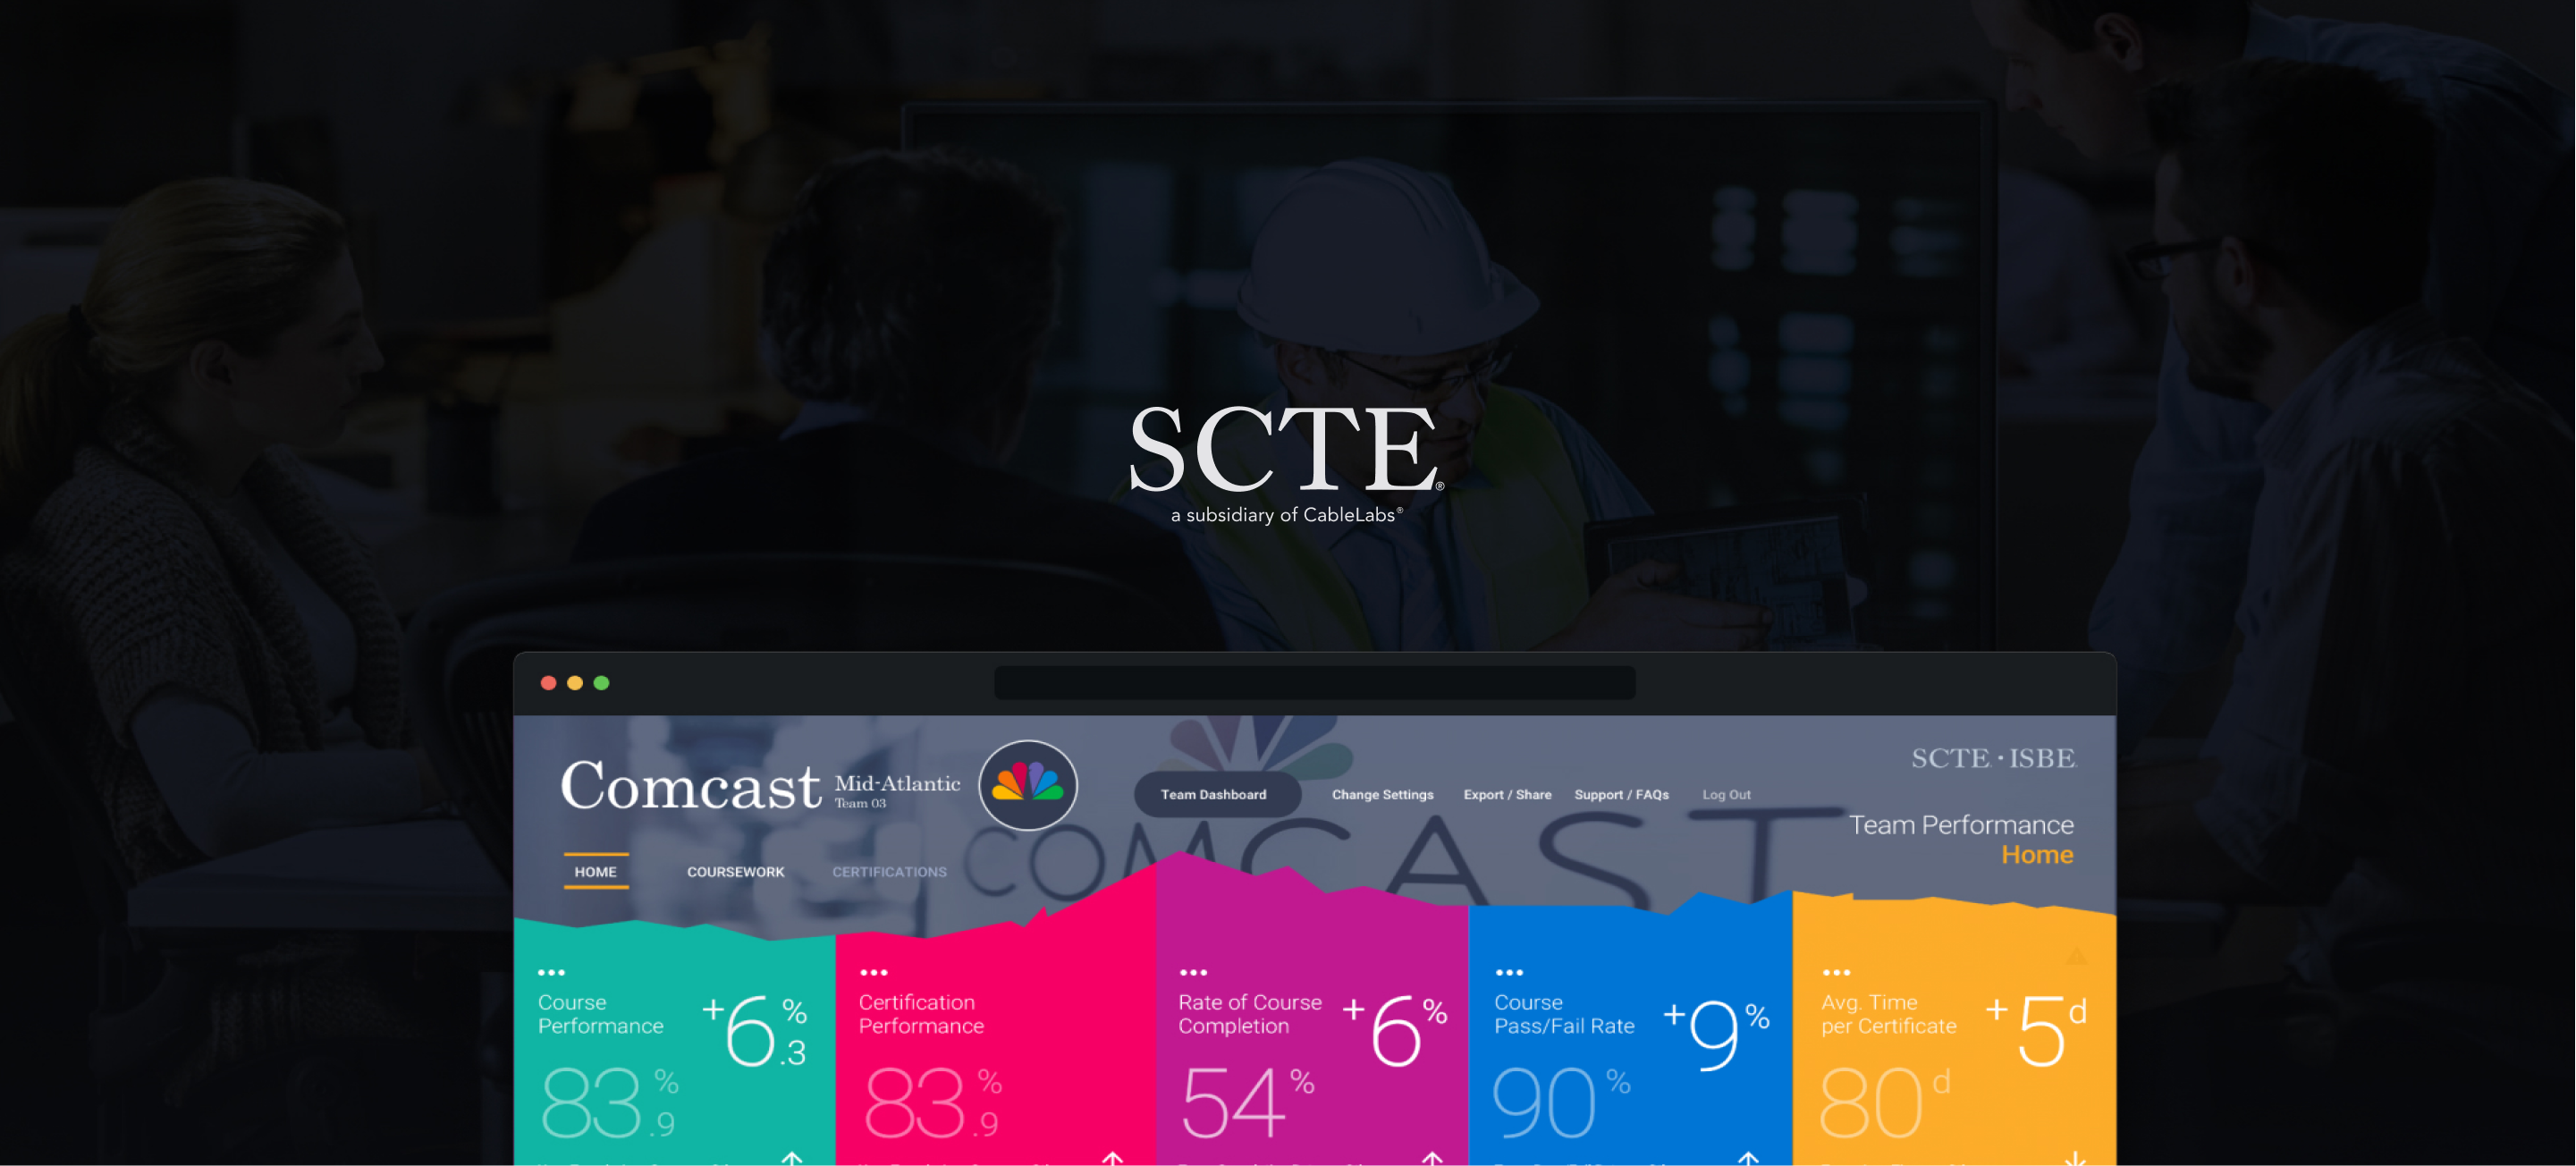 SCTE®
a subsidiary of CableLabs®
Comcast Mid-Atlantic
Team 03
Team Dashboard Change Settings Export / Share Support / FAQs Log Out
SCTE · ISBE
Team Performance
Home
HOME COURSEWORK CERTIFICATIONS
COMCAST
Course
Performance
+6.3%
83.9%
Certification
Performance
83.9%
Rate of Course
Completion
+6%
54%
Course
Pass/Fail Rate
+9%
90%
Avg. Time
per Certificate
+5d
80d